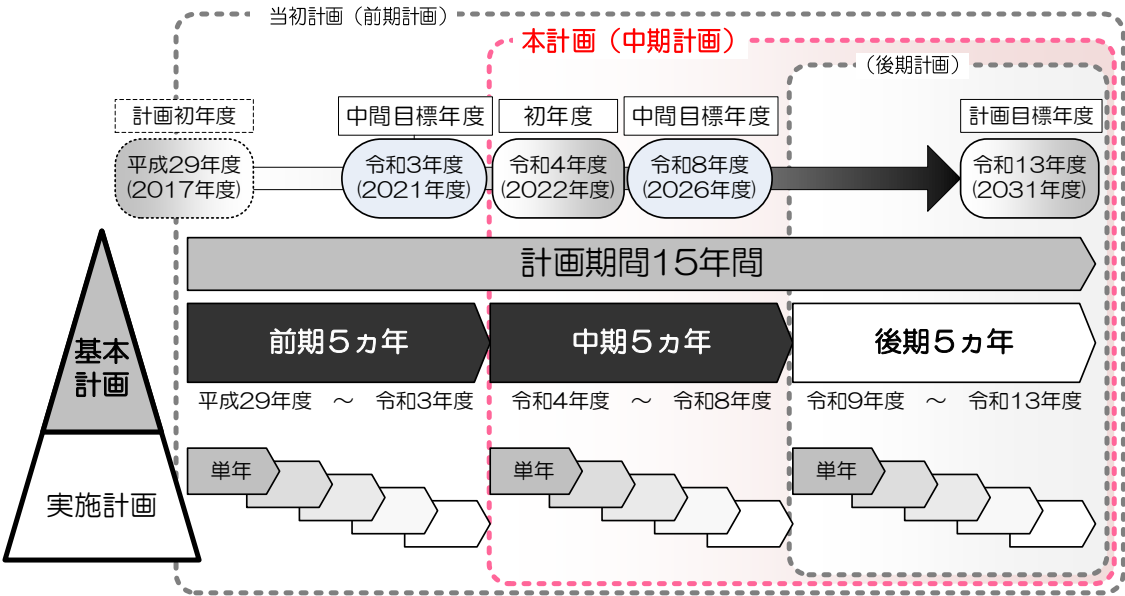 当初計画（前期計画）
本計画（中期計画）
（後期計画）
計画初年度
中間目標年度
初年度
中間目標年度
計画目標年度
平成29年度
(2017年度)
令和3年度
(2021年度)
令和4年度
(2022年度)
令和8年度
(2026年度)
令和13年度
(2031年度)
計画期間15年間
基本
計画
前期５ヵ年
中期５ヵ年
後期５ヵ年
平成29年度　～　令和3年度
令和4年度　～　令和8年度
令和9年度　～　令和13年度
実施計画
単年
単年
単年